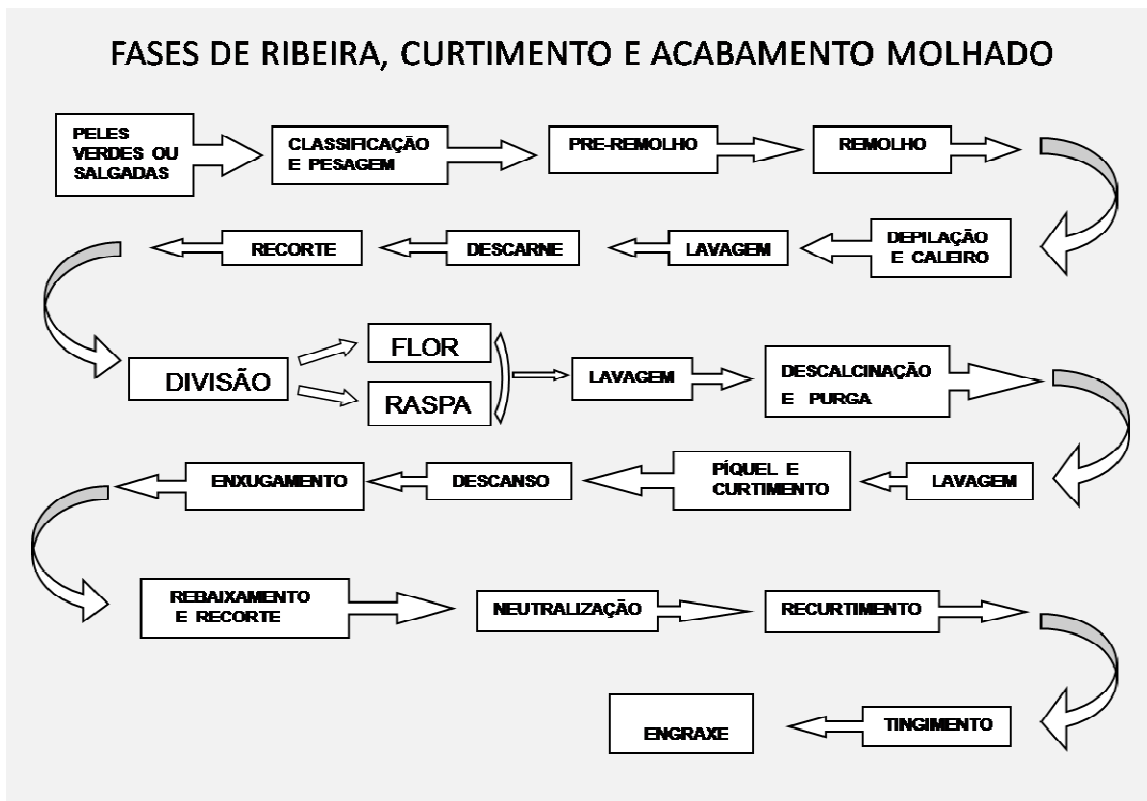 FASES DE RIBEIRA, CURTIMENTO E ACABAMENTO MOLHADO
PELES
VERDES OU
SALGADAS
CLASSIFICAÇÃO
E PESAGEM
PRE-REMOLHO
REMOLHO
DEPILAÇÃO
E CALEIRO
LAVAGEM
DESCARNE
RECORTE
DIVISÃO
FLOR
RASPA
LAVAGEM
DESCALCINAÇÃO
E PURGA
LAVAGEM
PÍQUEL E
CURTIMENTO
DESCANSO
ENXUGAMENTO
REBAIXAMENTO
E RECORTE
NEUTRALIZAÇÃO
RECURTIMENTO
TINGIMENTO
ENGRAXE